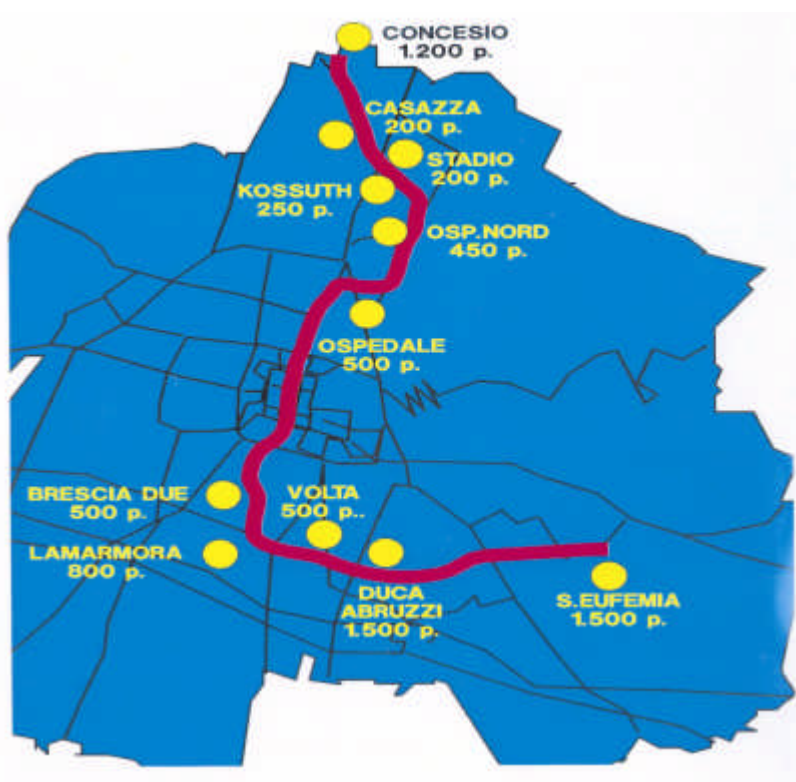 CONCESIO
1.200 p.
CASAZZA
200 p.
STADIO
200 p.
KOSSUTH
250 p.
OSP.NORD
450 p.
OSPEDALE
500 p.
BRESCIA DUE
500 p.
VOLTA
500 p..
LAMARMORA
800 p.
DUCA
ABRUZZI
1.500 p.
S.EUFEMIA
1.500 p.